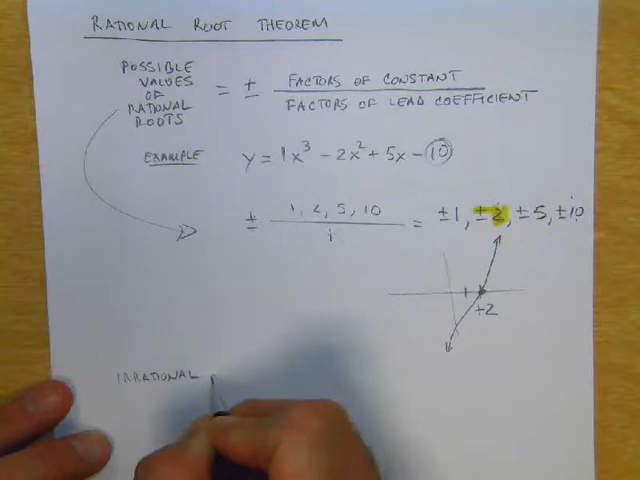 RATIONAL ROOT THEOREM
POSSIBLE
VALUES
OF
RATIONAL
ROOTS
= ± FACTORS OF CONSTANT
FACTORS OF LEAD COEFFICIENT
EXAMPLE y = 1x³ - 2x² + 5x - 10
± 1, 2, 5, 10 = ±1, ±2, ±5, ±10
1
+2
IRRATIONAL